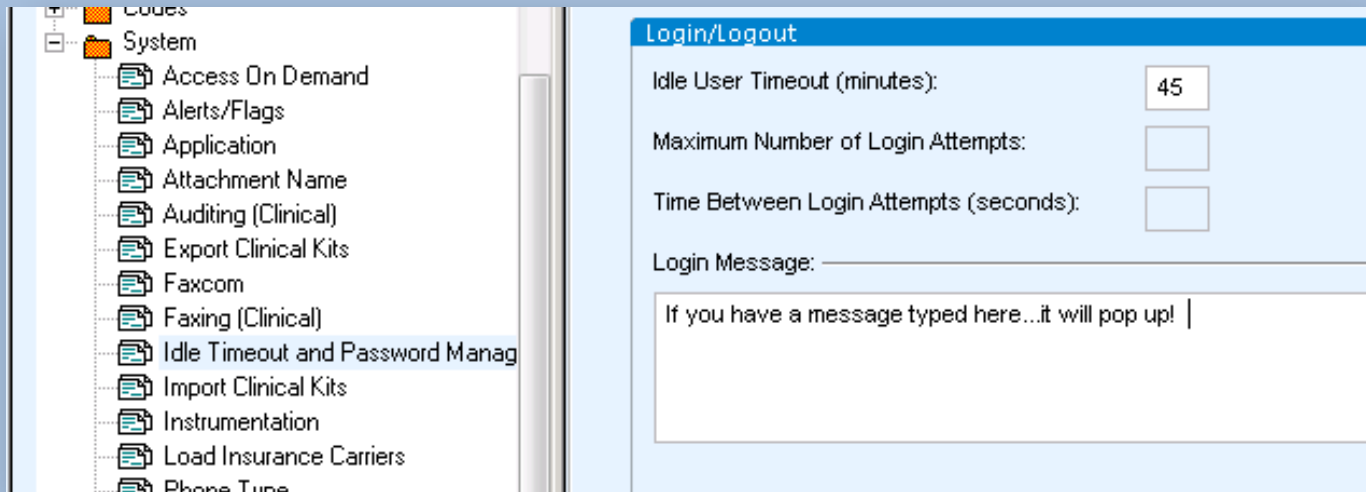 Codes
System
Access On Demand
Alerts/Flags
Application
Attachment Name
Auditing (Clinical)
Export Clinical Kits
Faxcom
Faxing (Clinical)
Idle Timeout and Password Manag
Import Clinical Kits
Instrumentation
Load Insurance Carriers
Phone Type
Login/Logout
Idle User Timeout (minutes):
45
Maximum Number of Login Attempts:
Time Between Login Attempts (seconds):
Login Message:
If you have a message typed here...it will pop up!